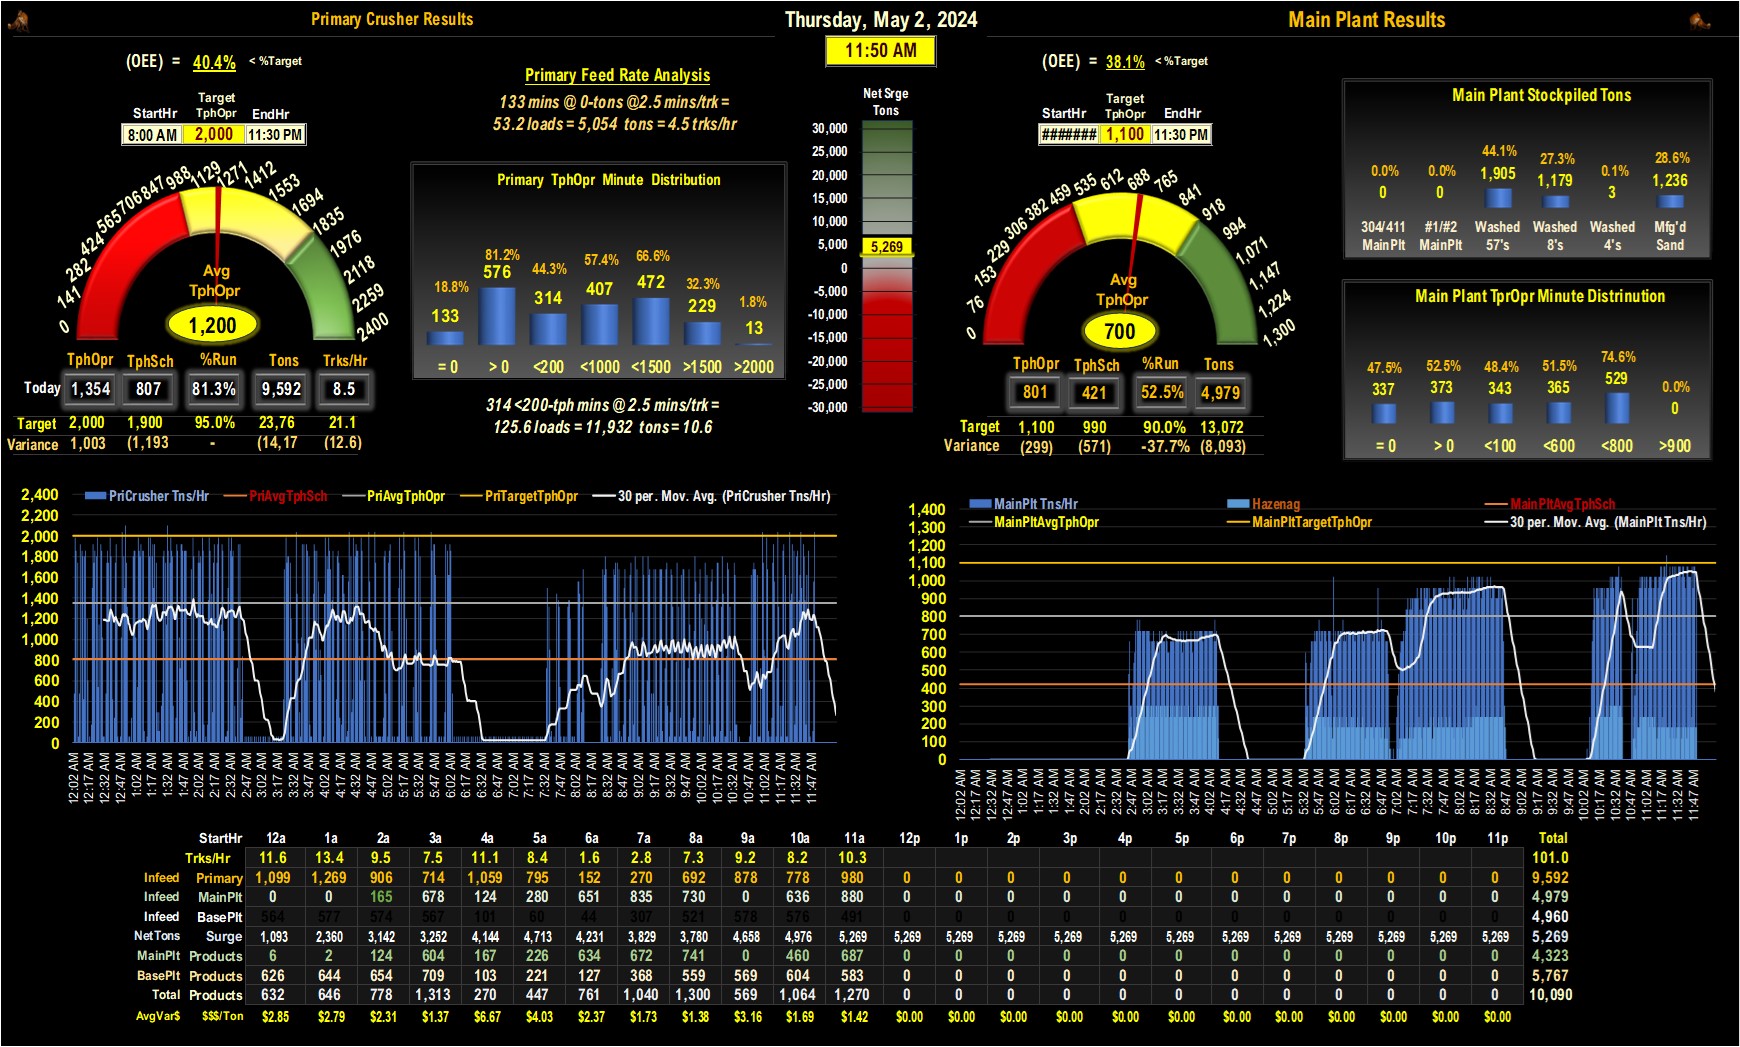 Primary Crusher Results
Thursday, May 2, 2024
Main Plant Results
11:50 AM
(OEE) = 40.4% < %Target
StartHr Target TphOpr EndHr
8:00 AM 2,000 11:30 PM
0 141 282 424 565 706 847 988 1129 1271 1412 1553 1694 1835 1976 2118 2259 2400
Avg
TphOpr
1,200
TphOpr TphSch %Run Tons Trks/Hr
Today 1,354 807 81.3% 9,592 8.5
Target 2,000 1,900 95.0% 23,76 21.1
Variance 1,003 (1,193 - (14,17 (12.6)
Primary Feed Rate Analysis
133 mins @ 0-tons @2.5 mins/trk =
53.2 loads = 5,054 tons = 4.5 trks/hr
Primary TphOpr Minute Distribution
18.8% 81.2% 44.3% 57.4% 66.6% 32.3% 1.8%
133 576 314 407 472 229 13
= 0 > 0 <200 <1000 <1500 >1500 >2000
314 <200-tph mins @ 2.5 mins/trk =
125.6 loads = 11,932 tons = 10.6
Net Srge
Tons
30,000
25,000
20,000
15,000
10,000
5,000
5,269
0
-5,000
-10,000
-15,000
-20,000
-25,000
-30,000
(OEE) = 38.1% < %Target
StartHr Target TphOpr EndHr
####### 1,100 11:30 PM
0 76 153 229 306 382 459 535 612 688 765 841 918 994 1,071 1,147 1,224 1,300
Avg
TphOpr
700
TphOpr TphSch %Run Tons
801 421 52.5% 4,979
Target 1,100 990 90.0% 13,072
Variance (299) (571) -37.7% (8,093)
Main Plant Stockpiled Tons
0.0% 0.0% 44.1% 27.3% 0.1% 28.6%
0 0 1,905 1,179 3 1,236
304/411 #1/#2 Washed Washed Washed Mfg'd
MainPlt MainPlt 57's 8's 4's Sand
Main Plant TprOpr Minute Distrinution
47.5% 52.5% 48.4% 51.5% 74.6% 0.0%
337 373 343 365 529 0
= 0 > 0 <100 <600 <800 >900
PriCrusher Tns/Hr PriAvgTphSch PriAvgTphOpr PriTargetTphOpr 30 per. Mov. Avg. (PriCrusher Tns/Hr)
2,400
2,200
2,000
1,800
1,600
1,400
1,200
1,000
800
600
400
200
0
12:02 AM 12:17 AM 12:32 AM 12:47 AM 1:02 AM 1:17 AM 1:32 AM 1:47 AM 2:02 AM 2:17 AM 2:32 AM 2:47 AM 3:02 AM 3:17 AM 3:32 AM 3:47 AM 4:02 AM 4:17 AM 4:32 AM 4:47 AM 5:02 AM 5:17 AM 5:32 AM 5:47 AM 6:02 AM 6:17 AM 6:32 AM 6:47 AM 7:02 AM 7:17 AM 7:32 AM 7:47 AM 8:02 AM 8:17 AM 8:32 AM 8:47 AM 9:02 AM 9:17 AM 9:32 AM 9:47 AM 10:02 AM 10:17 AM 10:32 AM 10:47 AM 11:02 AM 11:17 AM 11:32 AM 11:47 AM
MainPlt Tns/Hr Hazenag MainPltAvgTphSch
MainPltAvgTphOpr MainPltTargetTphOpr 30 per. Mov. Avg. (MainPlt Tns/Hr)
1,400
1,300
1,200
1,100
1,000
900
800
700
600
500
400
300
200
100
0
12:02 AM 12:17 AM 12:32 AM 12:47 AM 1:02 AM 1:17 AM 1:32 AM 1:47 AM 2:02 AM 2:17 AM 2:32 AM 2:47 AM 3:02 AM 3:17 AM 3:32 AM 3:47 AM 4:02 AM 4:17 AM 4:32 AM 4:47 AM 5:02 AM 5:17 AM 5:32 AM 5:47 AM 6:02 AM 6:17 AM 6:32 AM 6:47 AM 7:02 AM 7:17 AM 7:32 AM 7:47 AM 8:02 AM 8:17 AM 8:32 AM 8:47 AM 9:02 AM 9:17 AM 9:32 AM 9:47 AM 10:02 AM 10:17 AM 10:32 AM 10:47 AM 11:02 AM 11:17 AM 11:32 AM 11:47 AM
StartHr 12a 1a 2a 3a 4a 5a 6a 7a 8a 9a 10a 11a 12p 1p 2p 3p 4p 5p 6p 7p 8p 9p 10p 11p Total
Trks/Hr 11.6 13.4 9.5 7.5 11.1 8.4 1.6 2.8 7.3 9.2 8.2 10.3 101.0
Infeed Primary 1,099 1,269 906 714 1,059 795 152 270 692 878 778 980 0 0 0 0 0 0 0 0 0 0 0 0 9,592
Infeed MainPlt 0 0 165 678 124 280 651 835 730 0 636 880 0 0 0 0 0 0 0 0 0 0 0 0 4,979
Infeed BasePlt 564 577 574 567 101 60 44 307 521 578 576 491 0 0 0 0 0 0 0 0 0 0 0 0 4,960
NetTons Surge 1,093 2,360 3,142 3,252 4,144 4,713 4,231 3,829 3,780 4,658 4,976 5,269 5,269 5,269 5,269 5,269 5,269 5,269 5,269 5,269 5,269 5,269 5,269 5,269 5,269
MainPlt Products 6 2 124 604 167 226 634 672 741 0 460 687 0 0 0 0 0 0 0 0 0 0 0 0 4,323
BasePlt Products 626 644 654 709 103 221 127 368 559 569 604 583 0 0 0 0 0 0 0 0 0 0 0 0 5,767
Total Products 632 646 778 1,313 270 447 761 1,040 1,300 569 1,064 1,270 0 0 0 0 0 0 0 0 0 0 0 0 10,090
AvgVar$ $$$/Ton $2.85 $2.79 $2.31 $1.37 $6.67 $4.03 $2.37 $1.73 $1.38 $3.16 $1.69 $1.42 $0.00 $0.00 $0.00 $0.00 $0.00 $0.00 $0.00 $0.00 $0.00 $0.00 $0.00 $0.00